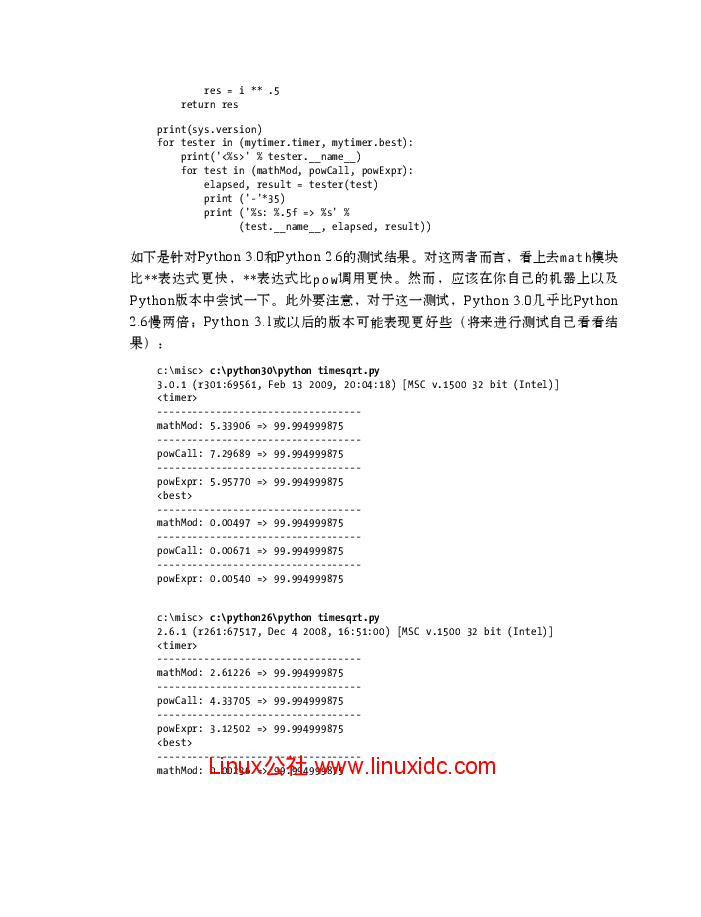 res = i ** .5
return res
print(sys.version)
for tester in (mytimer.timer, mytimer.best):
print('<%s>' % tester.__name__)
for test in (mathMod, powCall, powExpr):
elapsed, result = tester(test)
print ('-'*35)
print ('%s: %.5f => %s' %
(test.__name__, elapsed, result))
如下是针对Python 3.0和Python 2.6的测试结果。对这两者而言，看上去math模块
比**表达式更快，**表达式比pow调用更快。然而，应该在你自己的机器上以及
Python版本中尝试一下。此外要注意，对于这一测试，Python 3.0几乎比Python
2.6慢两倍；Python 3.1或以后的版本可能表现更好些（将来进行测试自己看看结
果）：
c:\misc> c:\python30\python timesqrt.py
3.0.1 (r301:69561, Feb 13 2009, 20:04:18) [MSC v.1500 32 bit (Intel)]
<timer>
-----------------------------------
mathMod: 5.33906 => 99.994999875
-----------------------------------
powCall: 7.29689 => 99.994999875
-----------------------------------
powExpr: 5.95770 => 99.994999875
<best>
-----------------------------------
mathMod: 0.00497 => 99.994999875
-----------------------------------
powCall: 0.00671 => 99.994999875
-----------------------------------
powExpr: 0.00540 => 99.994999875
c:\misc> c:\python26\python timesqrt.py
2.6.1 (r261:67517, Dec 4 2008, 16:51:00) [MSC v.1500 32 bit (Intel)]
<timer>
-----------------------------------
mathMod: 2.61226 => 99.994999875
-----------------------------------
powCall: 4.33705 => 99.994999875
-----------------------------------
powExpr: 3.12502 => 99.994999875
<best>
-----------------------------------
mathMod: => 99.994999875
Linux公社 www.linuxidc.com